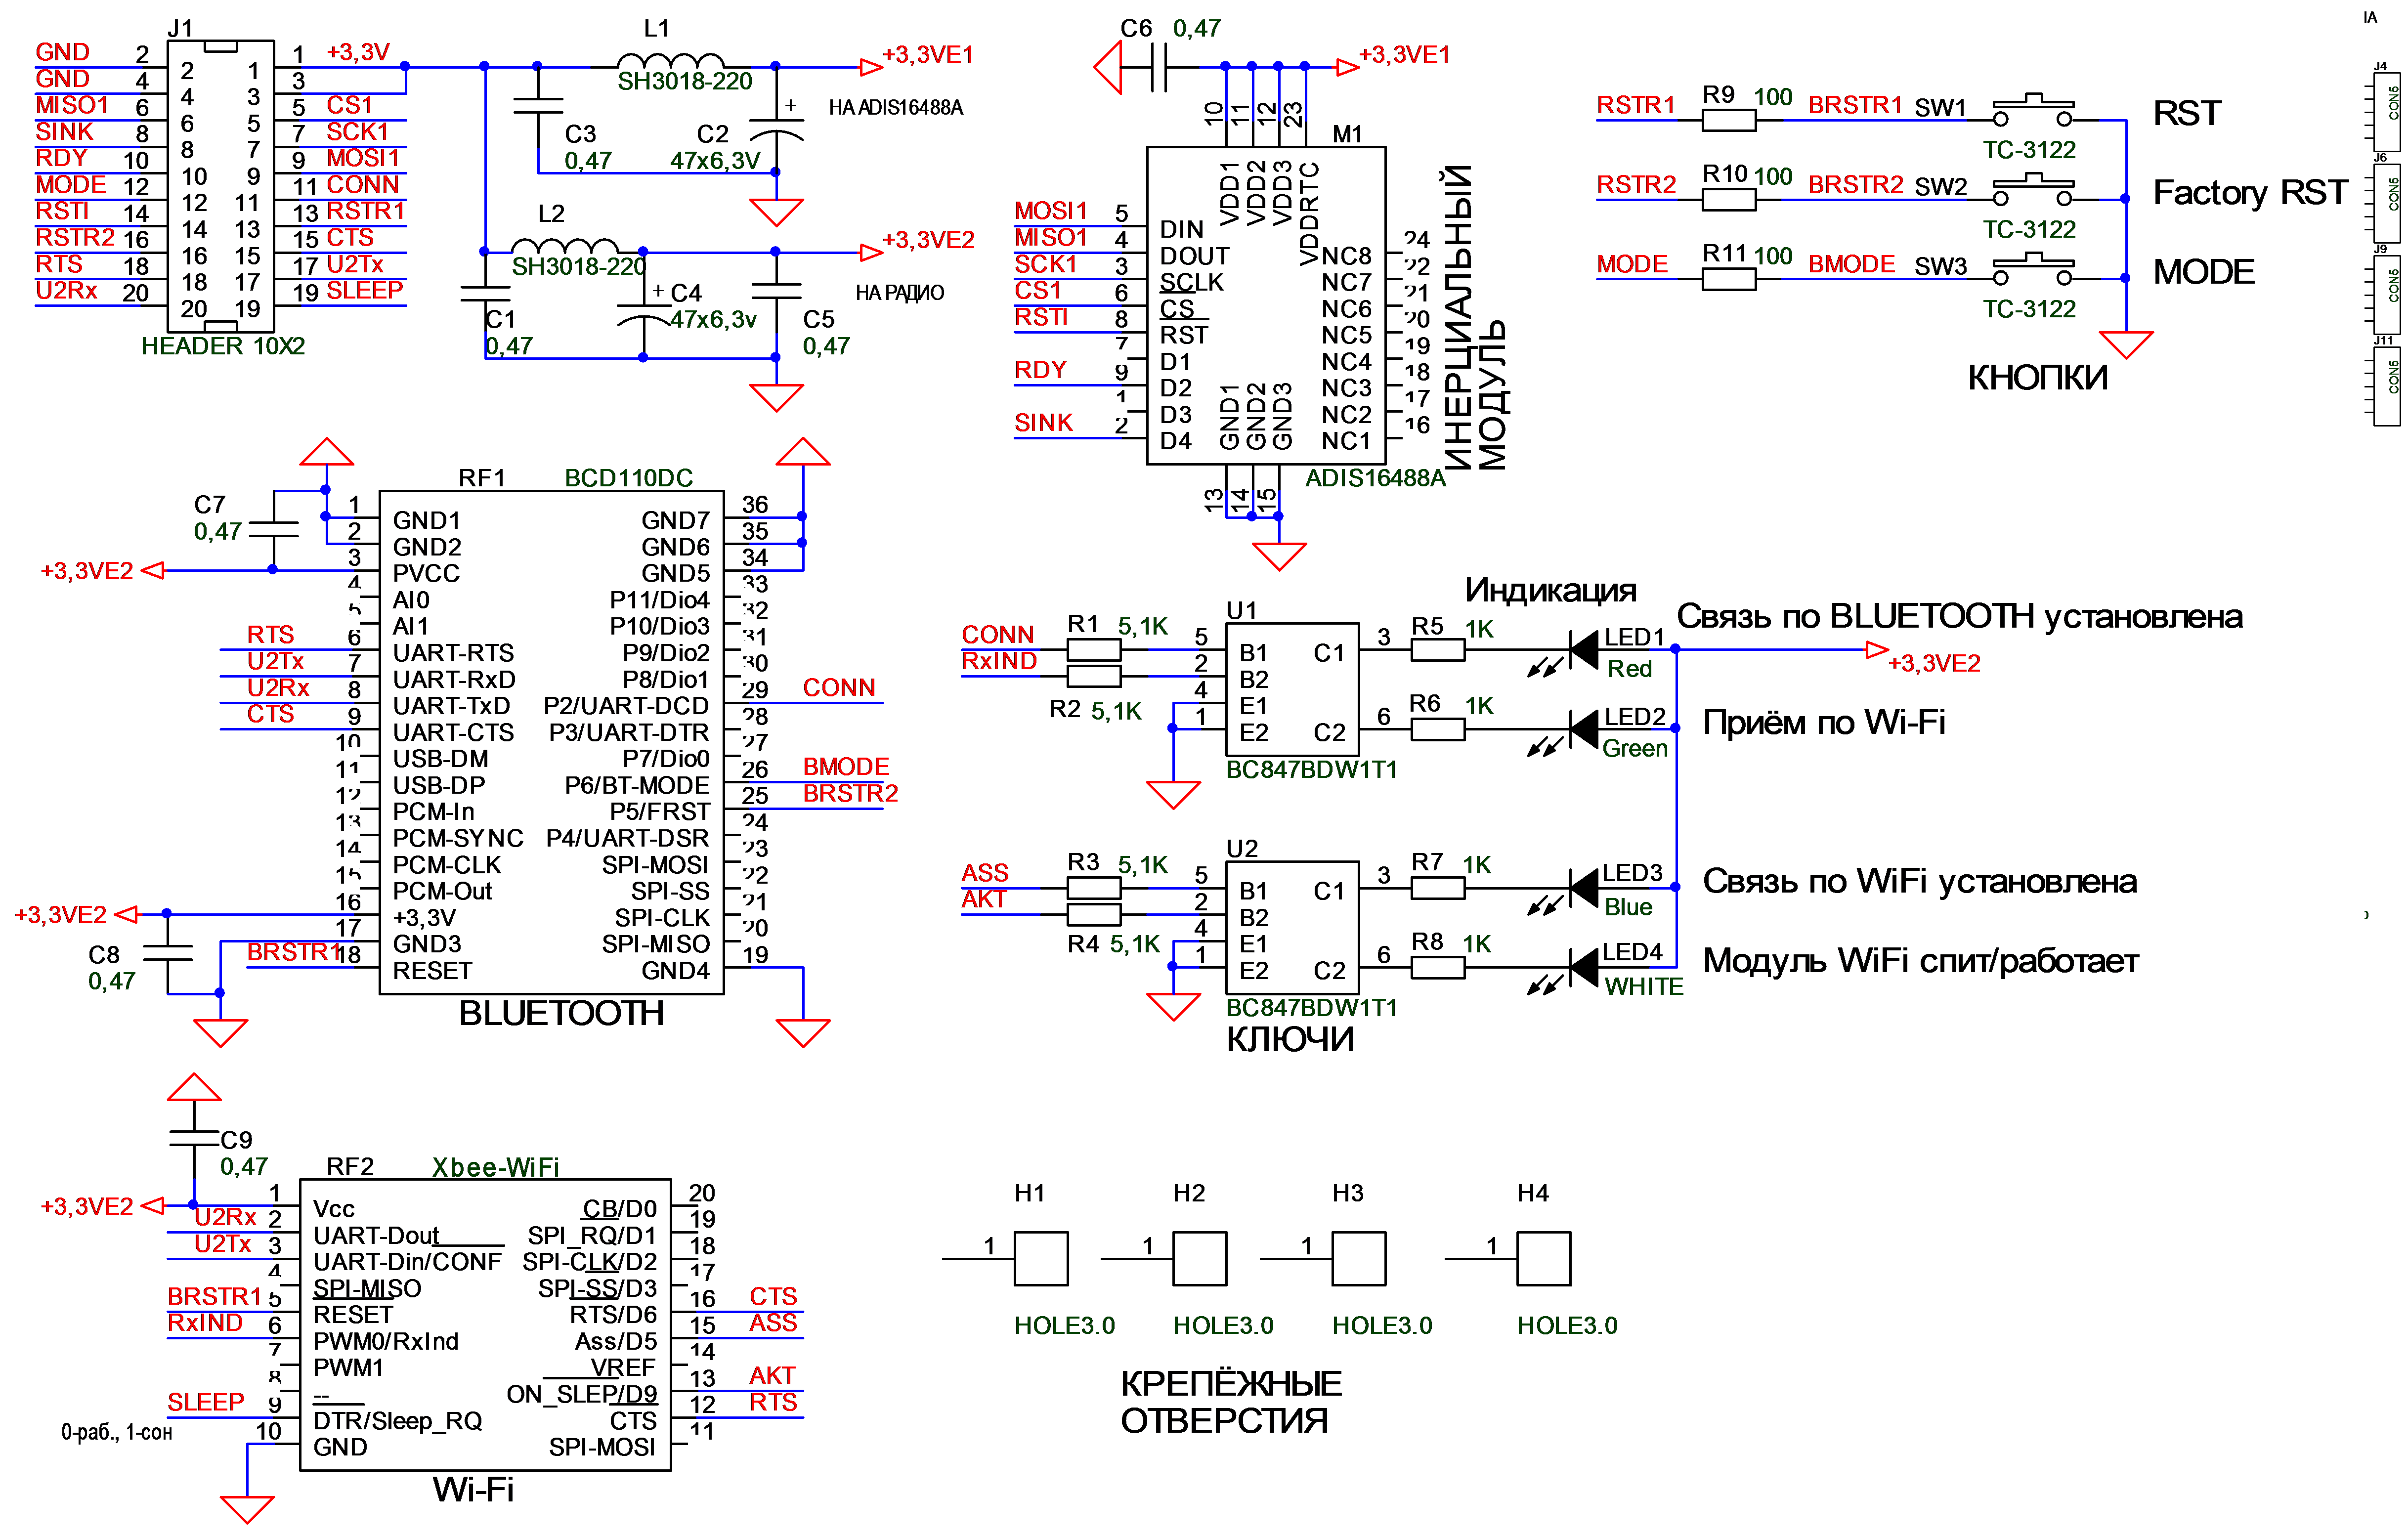 J1
GND 2 2 1 1 +3,3V
GND 4 4 3 3
MISO1 6 6 5 5 CS1
SINK 8 8 7 7 SCK1
RDY 10 10 9 9 MOSI1
MODE 12 12 11 11 CONN
RSTI 14 14 13 13 RSTR1
RSTR2 16 16 15 15 CTS
RTS 18 18 17 17 U2Tx
U2Rx 20 20 19 19 SLEEP
HEADER 10X2
L1
SH3018-220
+3,3VE1
НА ADIS16488A
+
C3
0,47
C2
47x6,3V
L2
SH3018-220
+3,3VE2
НА РАДИО
+
C1
0,47
C4
47x6,3v
C5
0,47
C6 0,47
+3,3VE1
10 11 12 23
M1
VDD1 VDD2 VDD3 VDDRTC
MOSI1 5 DIN
MISO1 4 DOUT NC8 24
SCK1 3 SCLK NC7 22
CS1 6 CS NC6 21
RSTI 8 RST NC5 20
7 D1 NC4 19
RDY 9 D2 NC3 18
1 D3 NC2 17
SINK 2 D4 NC1 16
GND1 GND2 GND3
13 14 15
ADIS16488A
ИНЕРЦИАЛЬНЫЙ
МОДУЛЬ
RSTR1 R9 100 BRSTR1 SW1 RST
TC-3122
RSTR2 R10 100 BRSTR2 SW2 Factory RST
TC-3122
MODE R11 100 BMODE SW3 MODE
TC-3122
КНОПКИ
IA
J4
CON5
J6
CON5
J9
CON5
J11
CON5
RF1 BCD110DC
C7
0,47
+3,3VE2
1 GND1 GND7 36
2 GND2 GND6 35
3 PVCC GND5 34
4 AI0 P11/Dio4 33
5 AI1 P10/Dio3 32
RTS 6 UART-RTS P9/Dio2 31
U2Tx 7 UART-RxD P8/Dio1 30
U2Rx 8 UART-TxD P2/UART-DCD 29 CONN
CTS 9 UART-CTS P3/UART-DTR 28
10 USB-DM P7/Dio0 27
11 USB-DP P6/BT-MODE 26 BMODE
12 PCM-In P5/FRST 25 BRSTR2
13 PCM-SYNC P4/UART-DSR 24
14 PCM-CLK SPI-MOSI 23
15 PCM-Out SPI-SS 22
+3,3VE2 16 +3,3V SPI-CLK 21
17 GND3 SPI-MISO 20
BRSTR1 18 RESET GND4 19
C8
0,47
BLUETOOTH
Индикация
CONN R1 5,1K
RxIND
R2 5,1K
U1
5 B1 C1 3
2 B2
4 E1
1 E2 C2 6
BC847BDW1T1
R5 1K LED1
Red
Связь по BLUETOOTH установлена
+3,3VE2
R6 1K LED2
Green
Приём по Wi-Fi
ASS R3 5,1K
AKT
R4 5,1K
U2
5 B1 C1 3
2 B2
4 E1
1 E2 C2 6
BC847BDW1T1
КЛЮЧИ
R7 1K LED3
Blue
Связь по WiFi установлена
R8 1K LED4
WHITE
Модуль WiFi спит/работает
C9
0,47
RF2 Xbee-WiFi
+3,3VE2 1 Vcc CB/D0 20
U2Rx 2 UART-Dout SPI_RQ/D1 19
U2Tx 3 UART-Din/CONF SPI-CLK/D2 18
4 SPI-MISO SPI-SS/D3 17
BRSTR1 5 RESET RTS/D6 16 CTS
RxIND 6 PWM0/RxInd Ass/D5 15 ASS
7 PWM1 VREF 14
8 -- ON_SLEP/D9 13 AKT
SLEEP 9 DTR/Sleep_RQ CTS 12 RTS
0-раб., 1-сон 10 GND SPI-MOSI 11
Wi-Fi
H1 H2 H3 H4
1 1 1 1
HOLE3.0 HOLE3.0 HOLE3.0 HOLE3.0
КРЕПЁЖНЫЕ
ОТВЕРСТИЯ